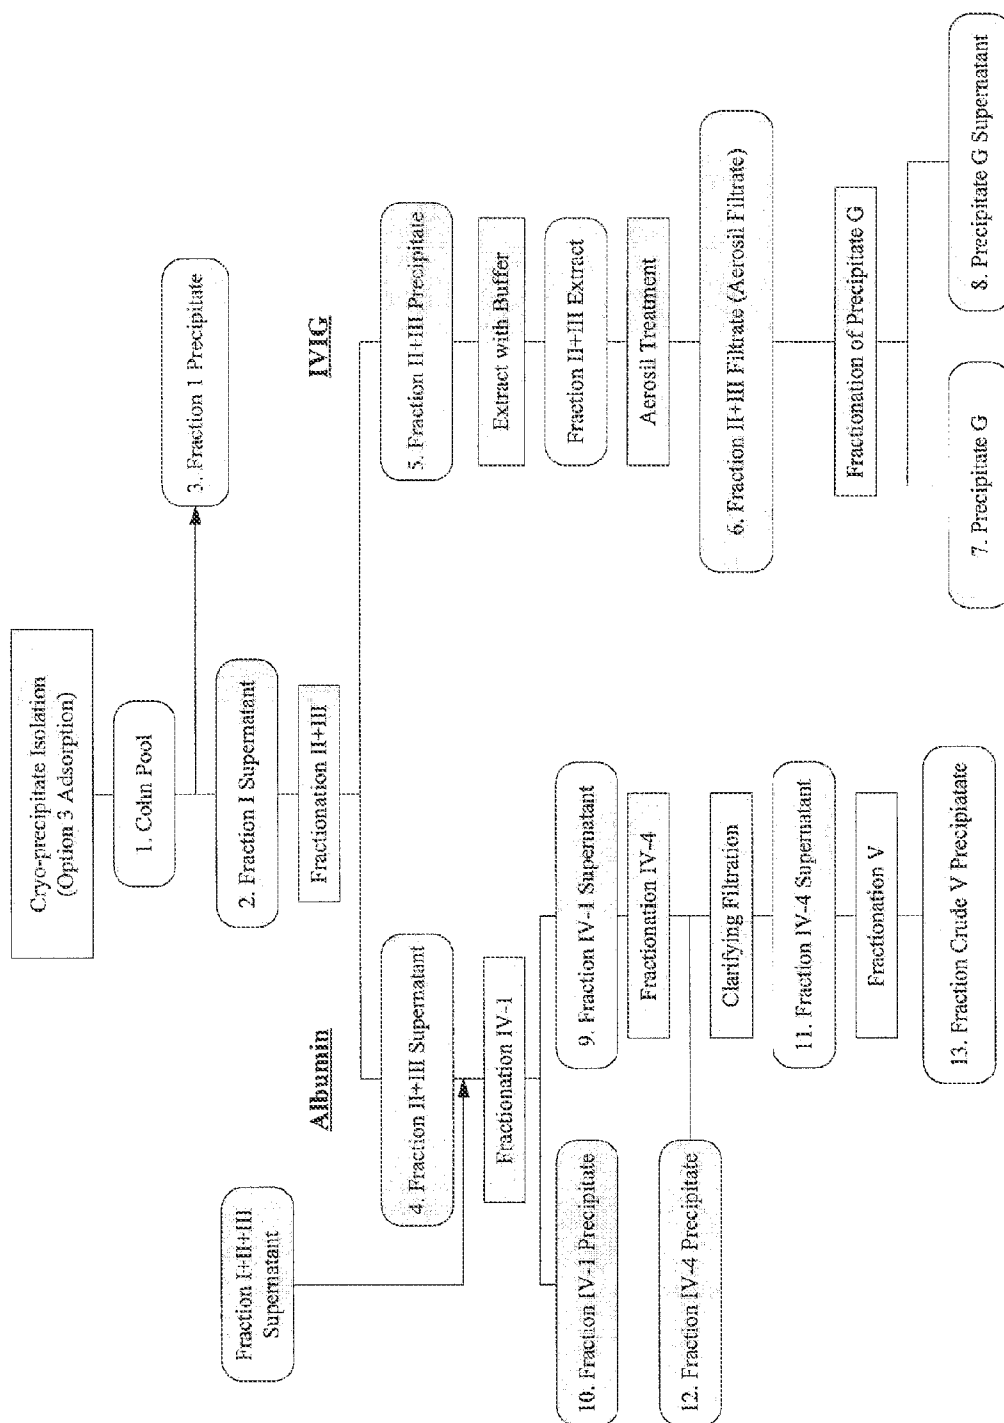 Cryo-precipitate Isolation
(Option 3 Adsorption)
1. Cohn Pool
3. Fraction 1 Precipitate
2. Fraction I Supernatant
Fractionation II+III
Albumin
IVIG
Fraction I+II+III
Supernatant
4. Fraction II+III Supernatant
5. Fraction II+III Precipitate
Fractionation IV-1
Extract with Buffer
10. Fraction IV-1 Precipitate
9. Fraction IV-1 Supernatant
Fraction II+III Extract
12. Fraction IV-4 Precipitate
Fractionation IV-4
Aerosil Treatment
Clarifying Filtration
6. Fraction II+III Filtrate (Aerosil Filtrate)
11. Fraction IV-4 Supernatant
Fractionation V
Fractionation of Precipitate G
13. Fraction Crude V Precipiatate
7. Precipitate G
8. Precipitate G Supernatant